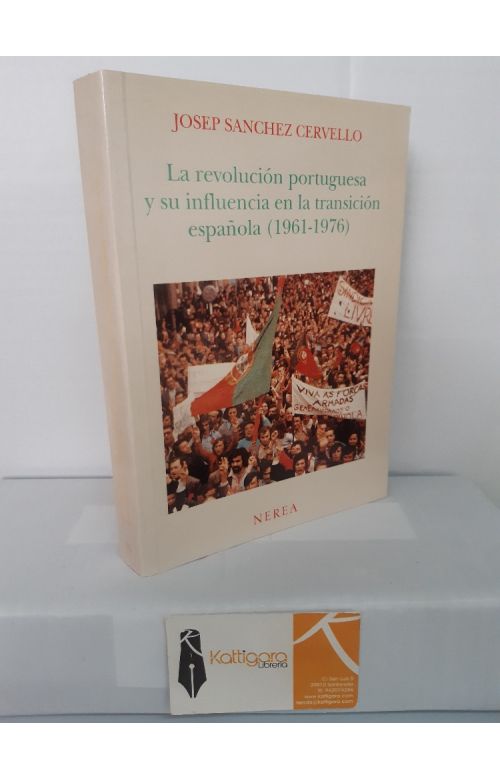 JOSEP SANCHEZ CERVELLO
La revolución portuguesa
y su influencia en la transición
española (1961-1976)
VIVA AS FORÇAS
ARMADAS
NEREA
Kattigara
Librería
www.kattigara.com